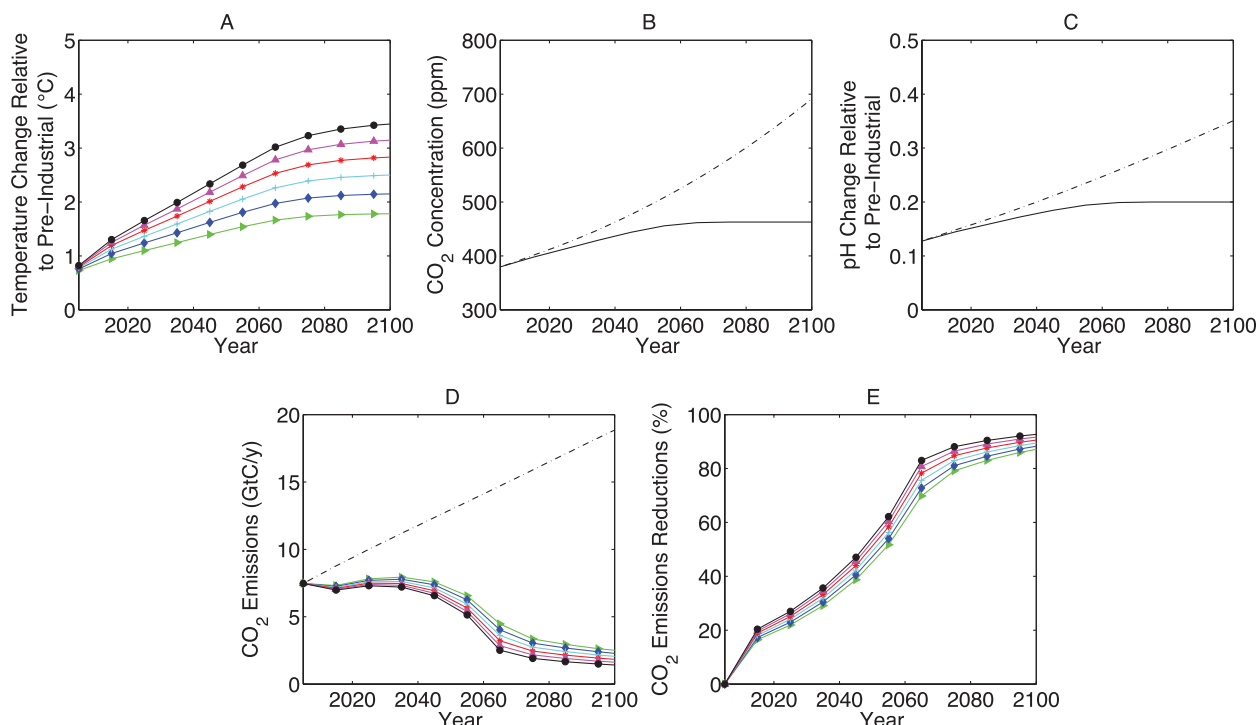 A
Temperature Change Relative
to Pre−Industrial (°C)
5
4
3
2
1
0
2020 2040 2060 2080 2100
Year
B
CO2 Concentration (ppm)
800
700
600
500
400
300
2020 2040 2060 2080 2100
Year
C
pH Change Relative
to Pre−Industrial
0.5
0.4
0.3
0.2
0.1
0
2020 2040 2060 2080 2100
Year
D
CO2 Emissions (GtC/y)
20
15
10
5
0
2020 2040 2060 2080 2100
Year
E
CO2 Emissions Reductions (%)
100
80
60
40
20
0
2020 2040 2060 2080 2100
Year